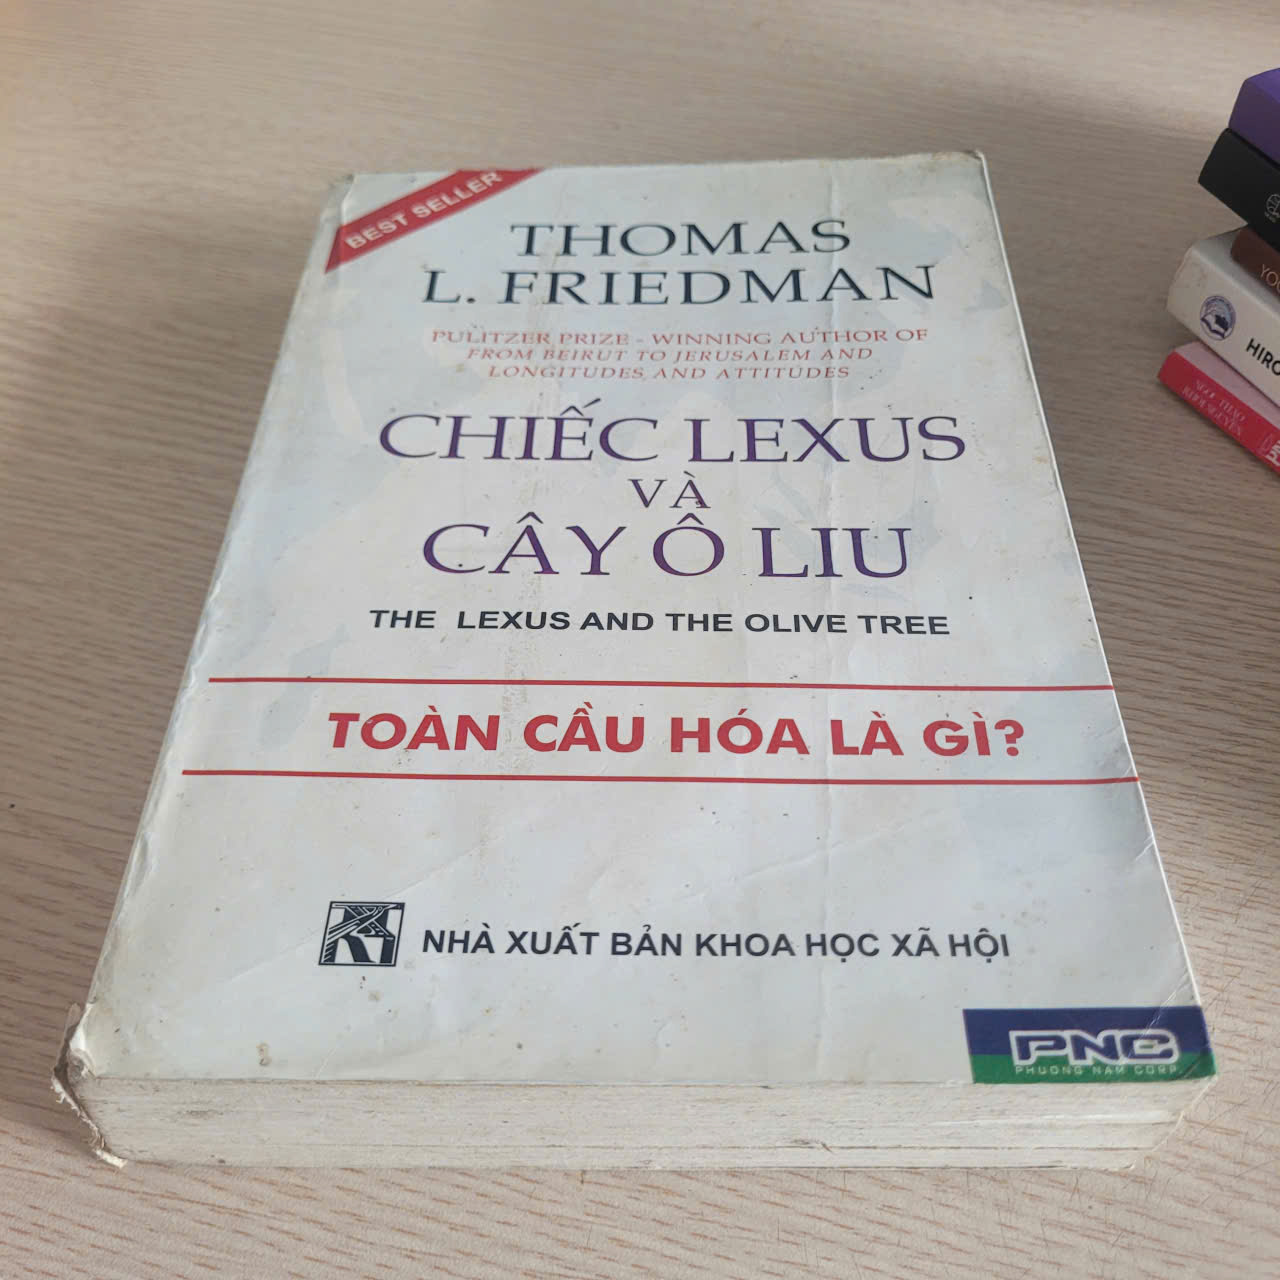 BEST SELLER
THOMAS
L. FRIEDMAN
PULITZER PRIZE - WINNING AUTHOR OF
FROM BEIRUT TO JERUSALEM AND
LONGITUDES AND ATTITUDES
CHIẾC LEXUS
VÀ
CÂY Ô LIU
THE LEXUS AND THE OLIVE TREE
TOÀN CẦU HÓA LÀ GÌ?
NHÀ XUẤT BẢN KHOA HỌC XÃ HỘI
PNC
PHUONG NAM CORP.